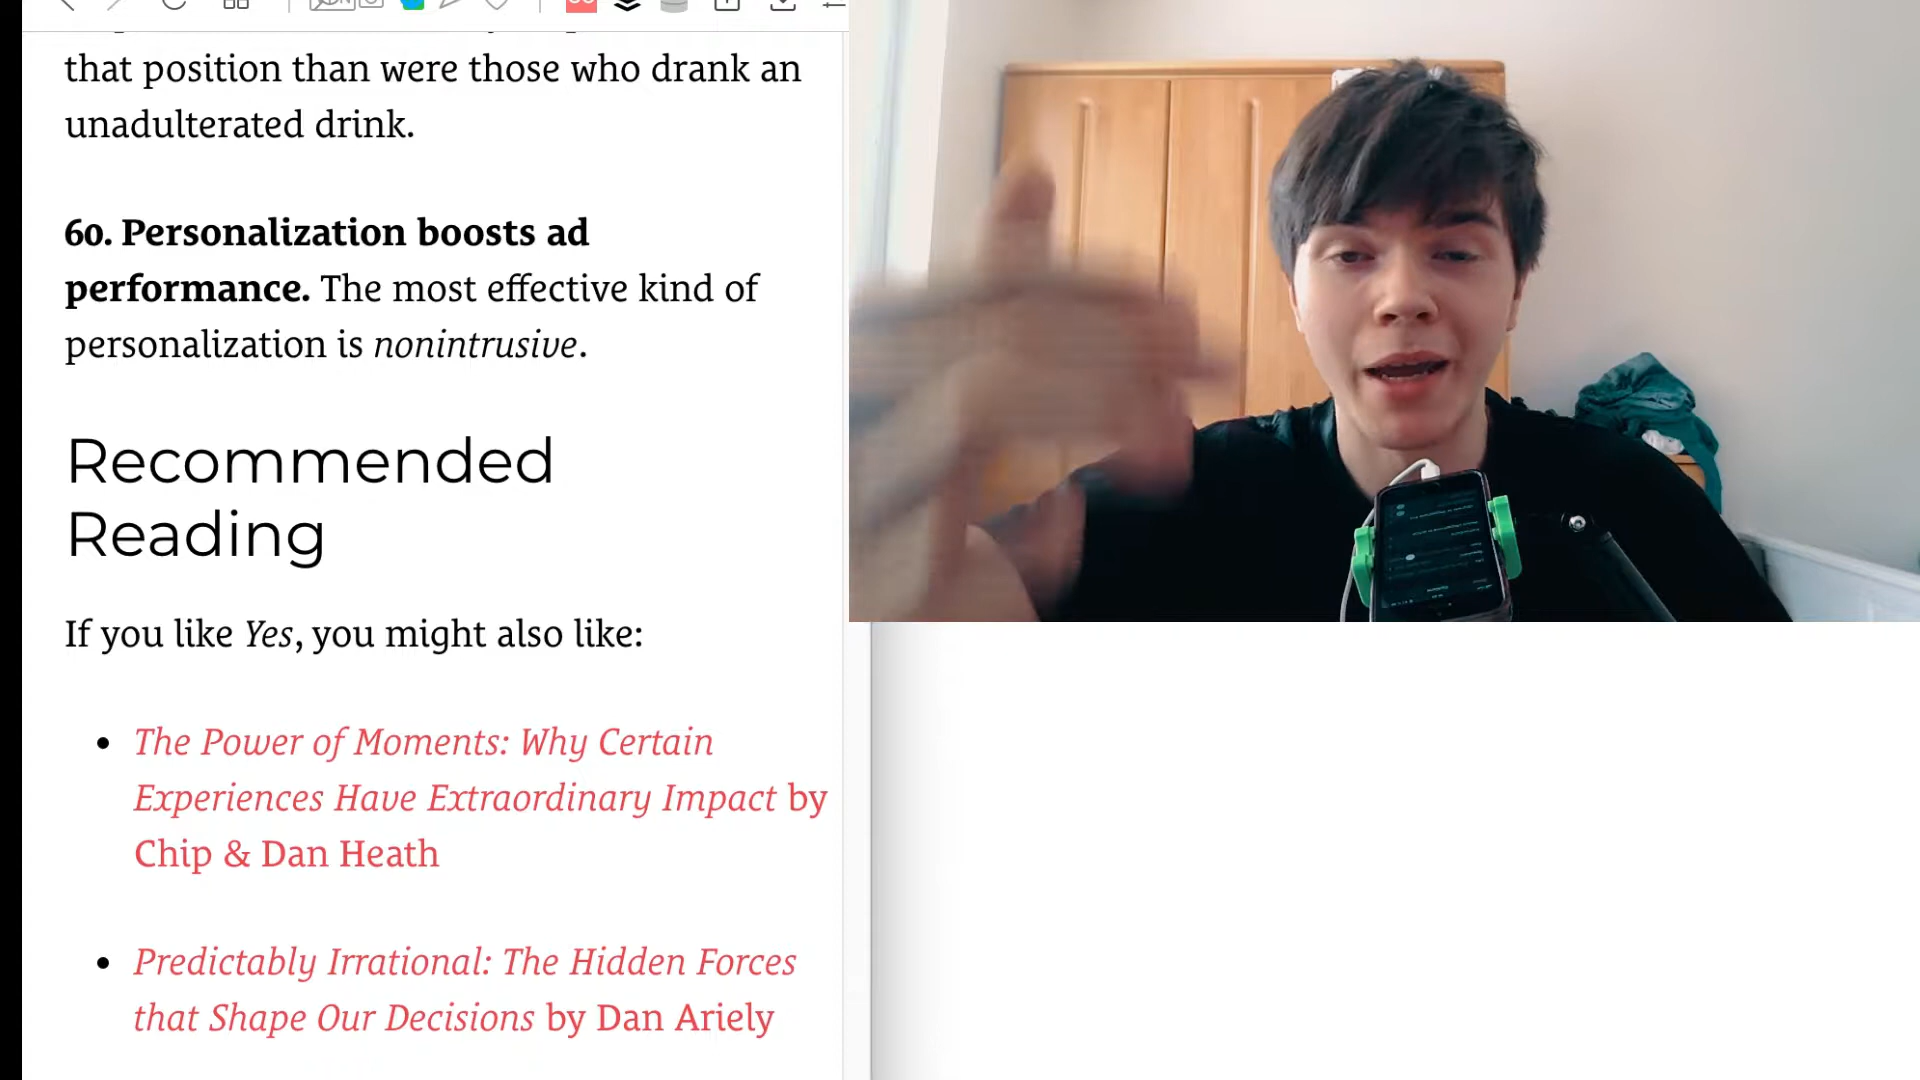 that position than were those who drank an
unadulterated drink.
60. Personalization boosts ad
performance. The most effective kind of
personalization is nonintrusive.
Recommended
Reading
If you like Yes, you might also like:
• The Power of Moments: Why Certain
Experiences Have Extraordinary Impact by
Chip & Dan Heath
• Predictably Irrational: The Hidden Forces
that Shape Our Decisions by Dan Ariely